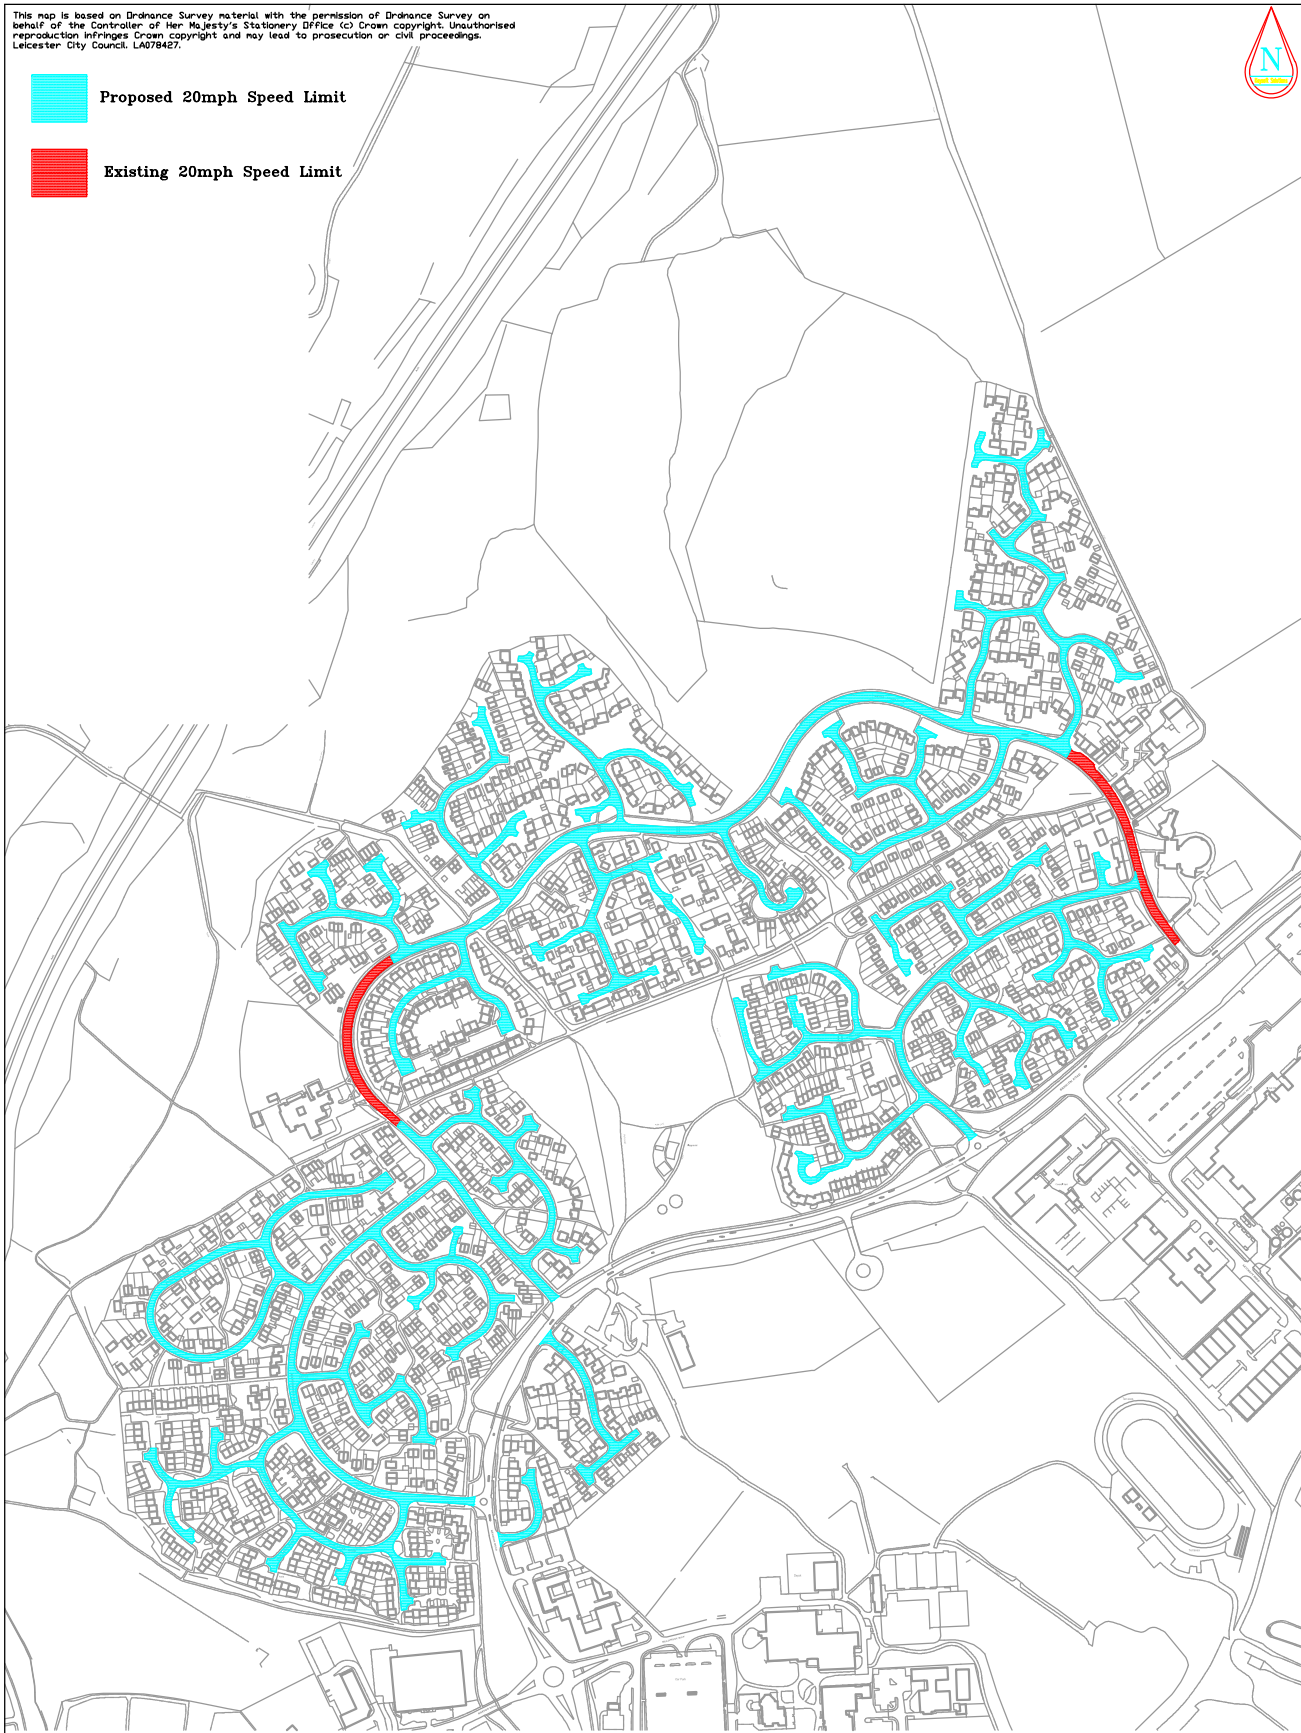 This map is based on Ordnance Survey material with the permission of Ordnance Survey on
behalf of the Controller of Her Majesty's Stationery Office (c) Crown copyright. Unauthorised
reproduction infringes Crown copyright and may lead to prosecution or civil proceedings.
Leicester City Council. LA078427.
N
Proposed 20mph Speed Limit
Existing 20mph Speed Limit